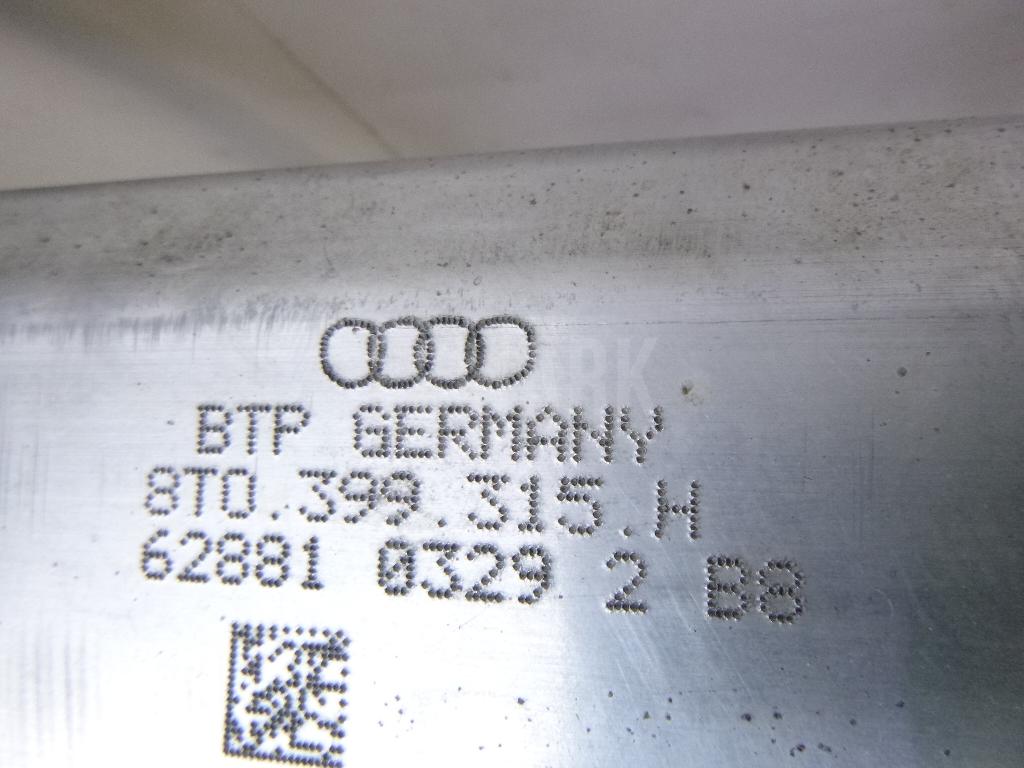 BTP GERMANY
8T0.399.315.H
62881 0329 2 B8